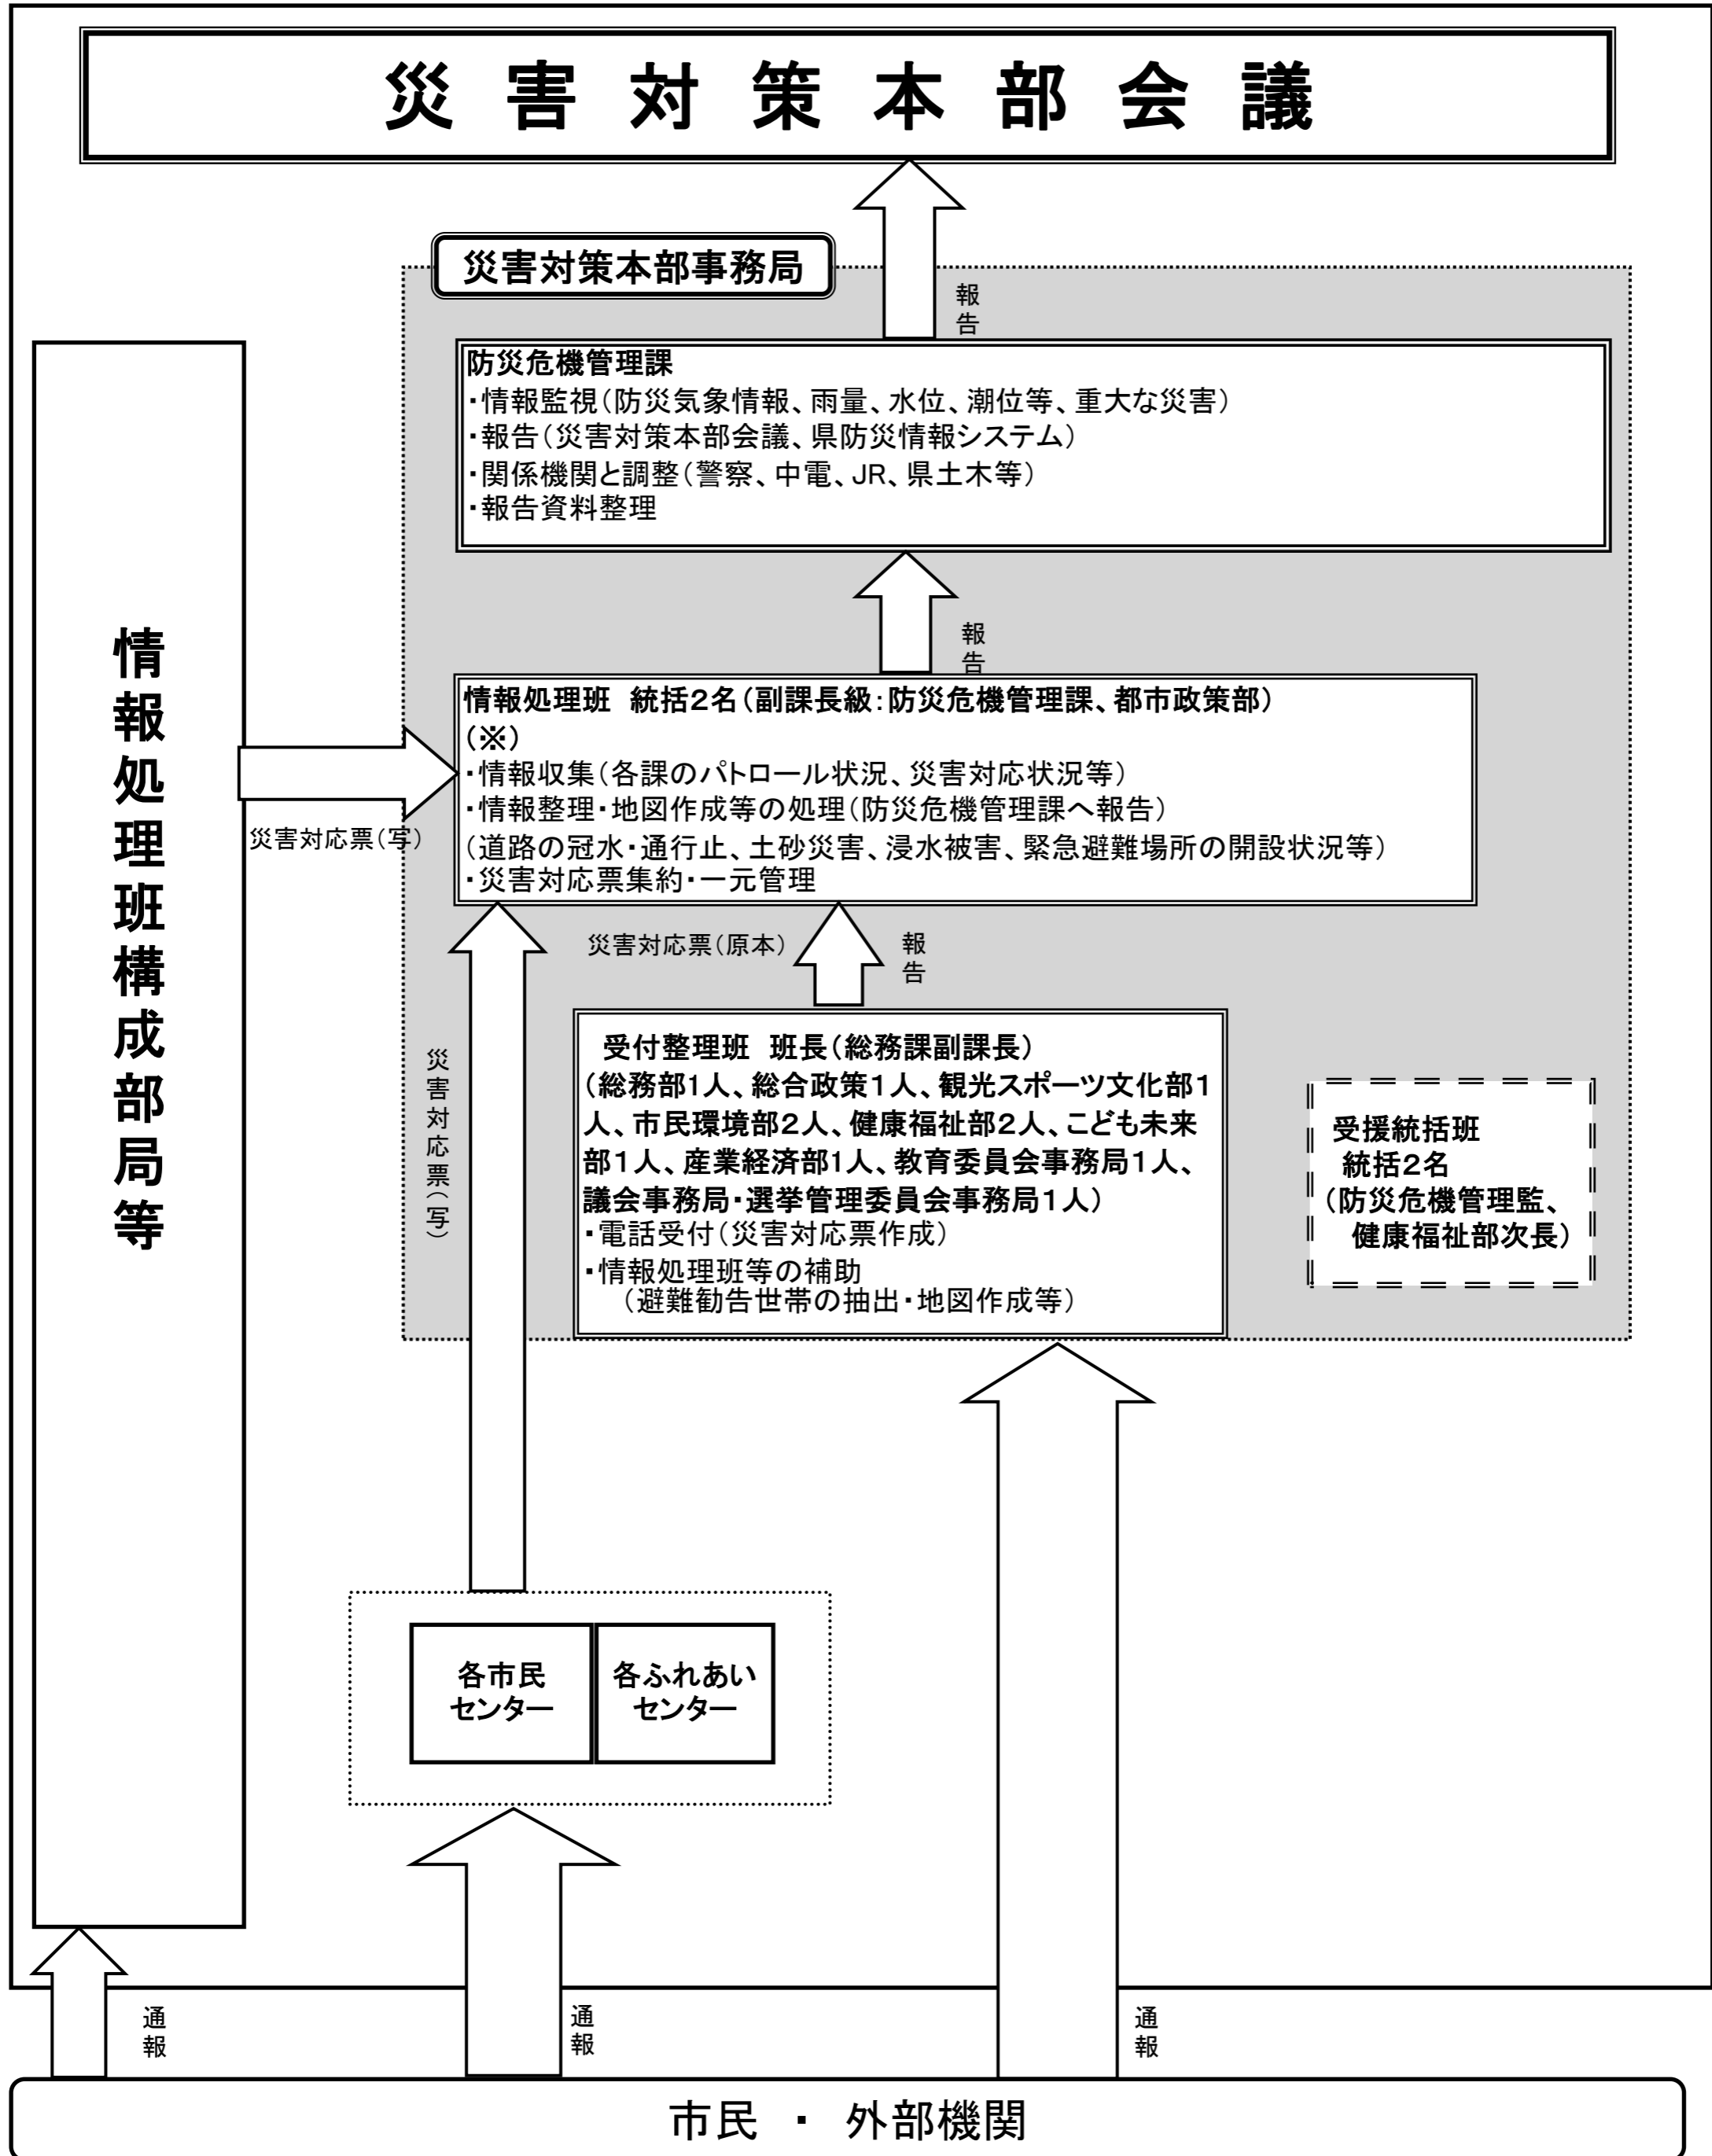 災害対策本部会議
災害対策本部事務局
報告
防災危機管理課
・情報監視（防災気象情報、雨量、水位、潮位等、重大な災害）
・報告（災害対策本部会議、県防災情報システム）
・関係機関と調整（警察、中電、JR、県土木等）
・報告資料整理
報告
情報処理班構成部局等
災害対応票（写）
情報処理班　統括２名（副課長級：防災危機管理課、都市政策部）
（※）
・情報収集（各課のパトロール状況、災害対応状況等）
・情報整理・地図作成等の処理（防災危機管理課へ報告）
（道路の冠水・通行止、土砂災害、浸水被害、緊急避難場所の開設状況等）
・災害対応票集約・一元管理
災害対応票（原本）
報告
災害対応票（写）
受付整理班　班長（総務課副課長）
（総務部1人、総合政策１人、観光スポーツ文化部１
人、市民環境部２人、健康福祉部２人、こども未来
部１人、産業経済部1人、教育委員会事務局１人、
議会事務局・選挙管理委員会事務局１人）
・電話受付（災害対応票作成）
・情報処理班等の補助
（避難勧告世帯の抽出・地図作成等）
受援統括班
統括２名
（防災危機管理監、
健康福祉部次長）
各市民
センター
各ふれあい
センター
通報
通報
通報
市民　・　外部機関